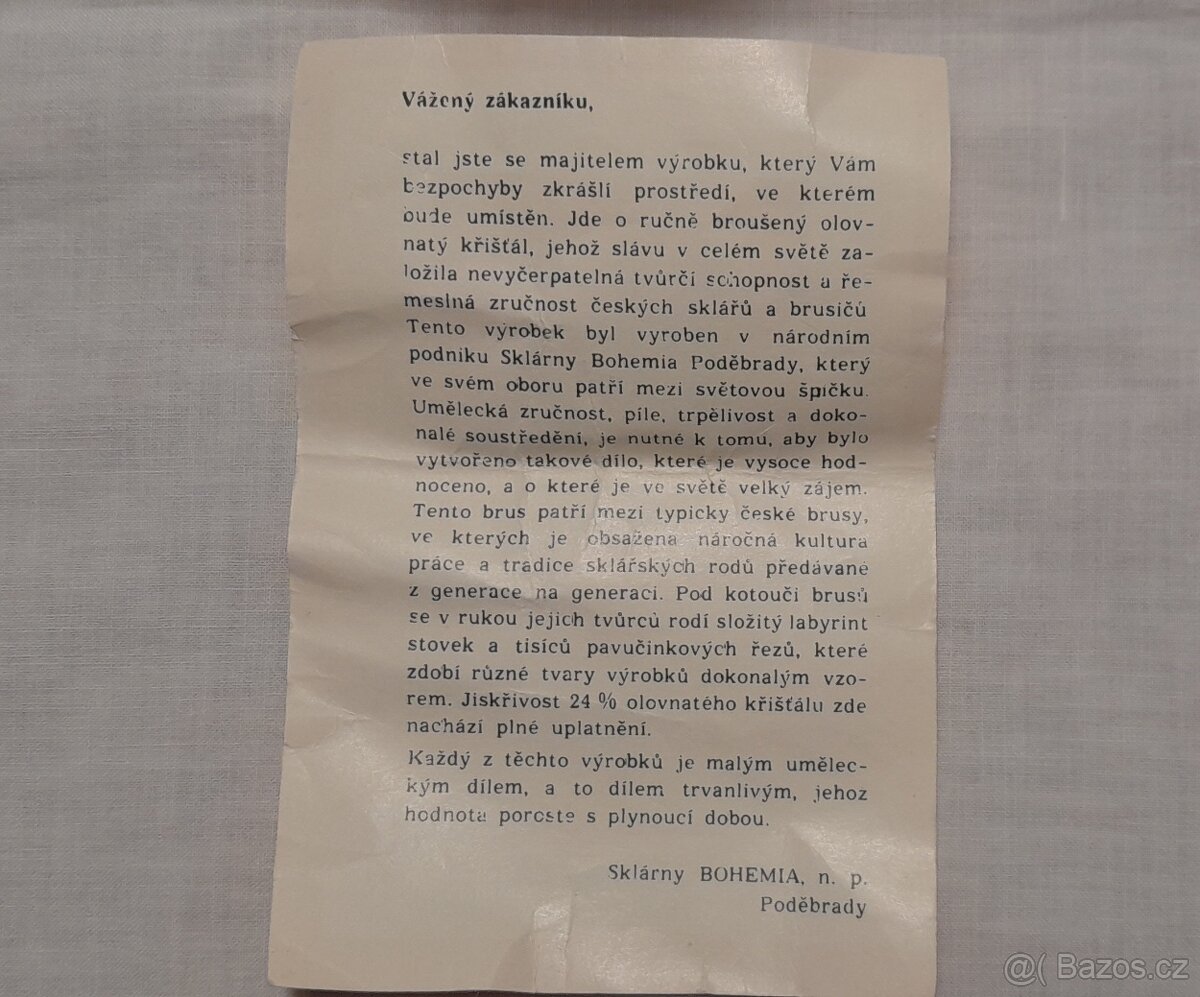 Vážený zákazníku,
stal jste se majitelem výrobku, který Vám
bezpochyby zkrášlí prostředí, ve kterém
bude umístěn. Jde o ručně broušený olov-
natý křišťál, jehož slávu v celém světě za-
ložila nevyčerpatelná tvůrčí schopnost a ře-
meslná zručnost českých sklářů a brusičů
Tento výrobek byl vyroben v národním
podniku Sklárny Bohemia Poděbrady, který
ve svém oboru patří mezi světovou špičku.
Umělecká zručnost, píle, trpělivost a doko-
nalé soustředění, je nutné k tomu, aby bylo
vytvořeno takové dílo, které je vysoce hod-
noceno, a o které je ve světě velký zájem.
Tento brus patří mezi typicky české brusy,
ve kterých je obsažena náročná kultura
práce a tradice sklářských rodů předávané
z generace na generaci. Pod kotouči brusů
se v rukou jejich tvůrců rodí složitý labyrint
stovek a tisíců pavučinkových řezů, které
zdobí různé tvary výrobků dokonalým vzo-
rem. Jiskřivost 24 % olovnatého křišťálu zde
nachází plné uplatnění.
Každý z těchto výrobků je malým umělec-
kým dílem, a to dílem trvanlivým, jehoz
hodnota poroste s plynoucí dobou.
Sklárny BOHEMIA, n. p.
Poděbrady
@( Bazos.cz